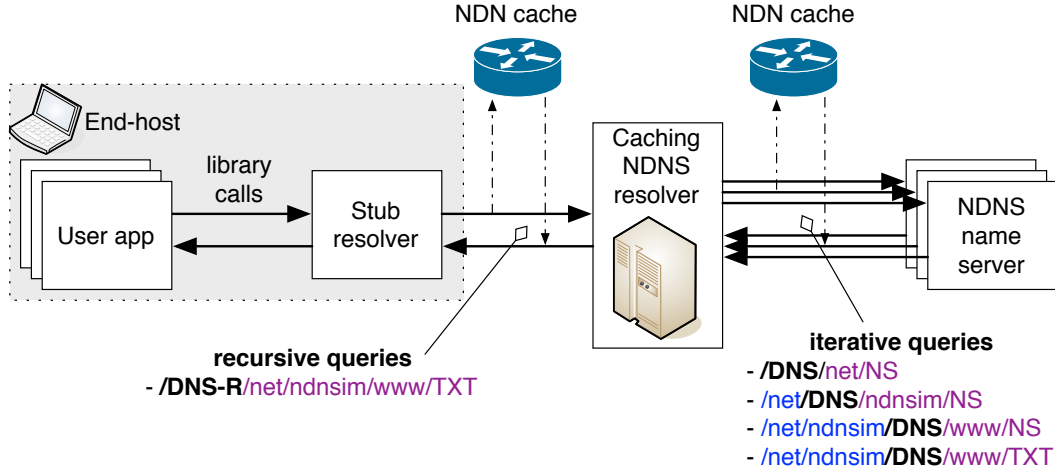 NDN cache
NDN cache
End-host
library
calls
User app
Stub
resolver
Caching
NDNS
resolver
NDNS
name
server
recursive queries
- /DNS-R/net/ndnsim/www/TXT
iterative queries
- /DNS/net/NS
- /net/DNS/ndnsim/NS
- /net/ndnsim/DNS/www/NS
- /net/ndnsim/DNS/www/TXT